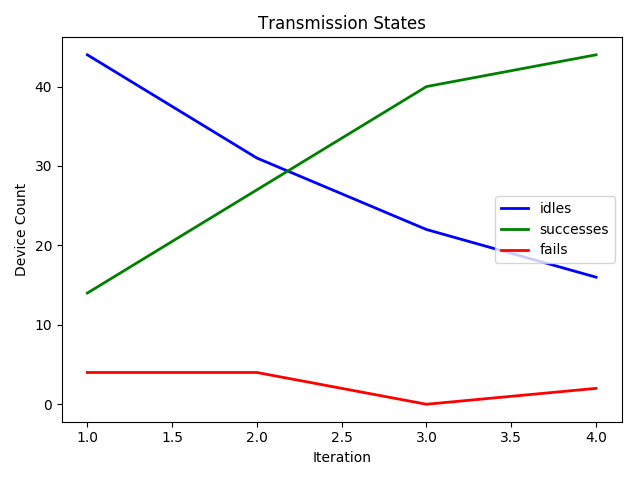 Transmission States
Device Count
40
30
20
10
0
idles
successes
fails
1.0 1.5 2.0 2.5 3.0 3.5 4.0
Iteration